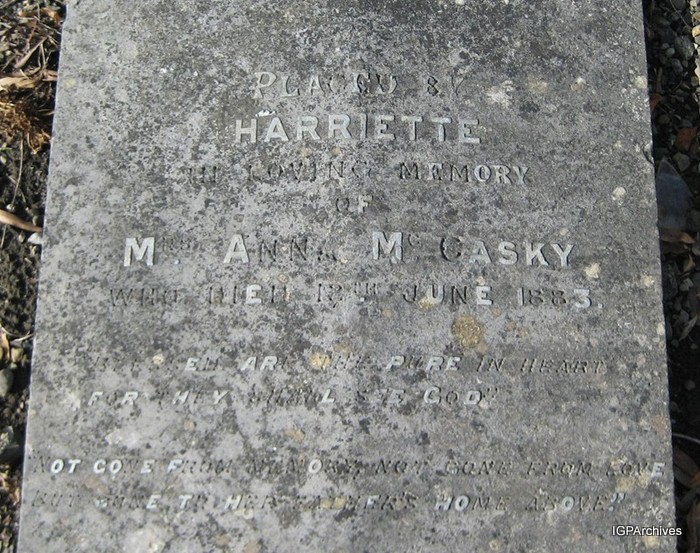 PLACED BY
HARRIETTE
IN LOVING MEMORY
OF
MRS. ANNA MC CASKY
WHO DIED JUNE 1883.
"BLESSED ARE THE PURE IN HEART
FOR THEY SHALL SEE GOD."
"NOT GONE FROM MEMORY, NOT GONE FROM LOVE
BUT GONE TO HER FATHER'S HOME ABOVE."
IGPArchives